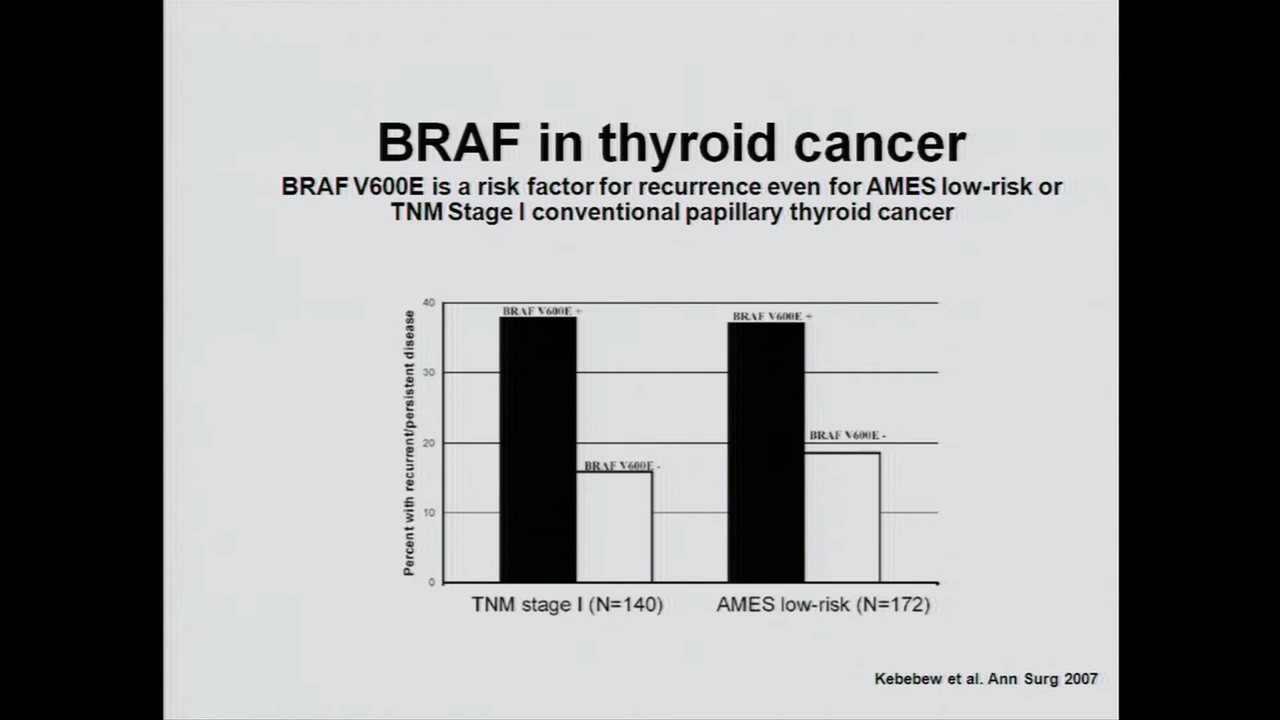 BRAF in thyroid cancer
BRAF V600E is a risk factor for recurrence even for AMES low-risk or
TNM Stage I conventional papillary thyroid cancer
Percent with recurrent/persistent disease
40
30
20
10
0
BRAF V600E +
BRAF V600E -
BRAF V600E +
BRAF V600E -
TNM stage I (N=140)
AMES low-risk (N=172)
Kebebew et al. Ann Surg 2007